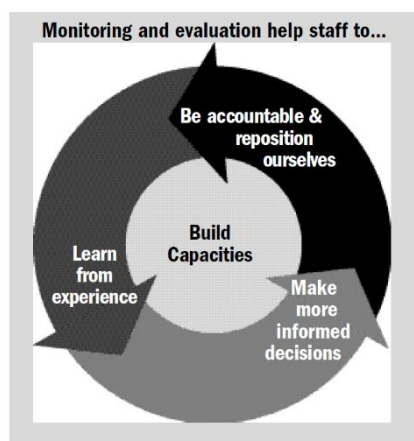 Monitoring and evaluation help staff to...
Be accountable &
reposition
ourselves
Build
Capacities
Learn
from
experience
Make
more
informed
decisions